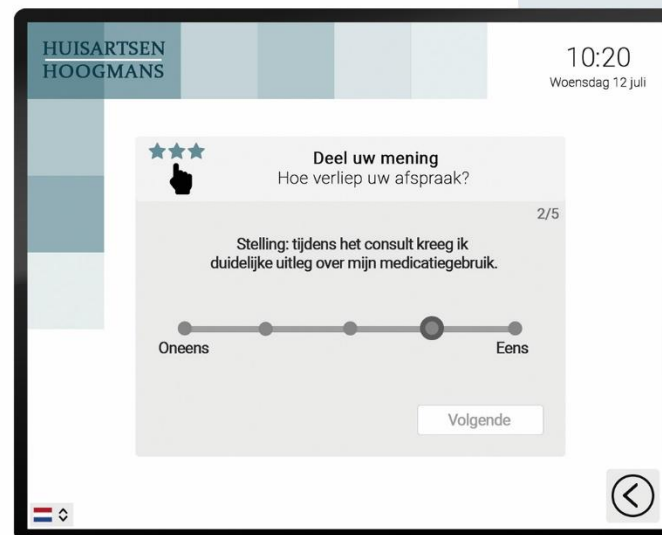 HUISARTSEN
HOOGMANS
10:20
Woensdag 12 juli
Deel uw mening
Hoe verliep uw afspraak?
2/5
Stelling: tijdens het consult kreeg ik
duidelijke uitleg over mijn medicatiegebruik.
Oneens
Eens
Volgende